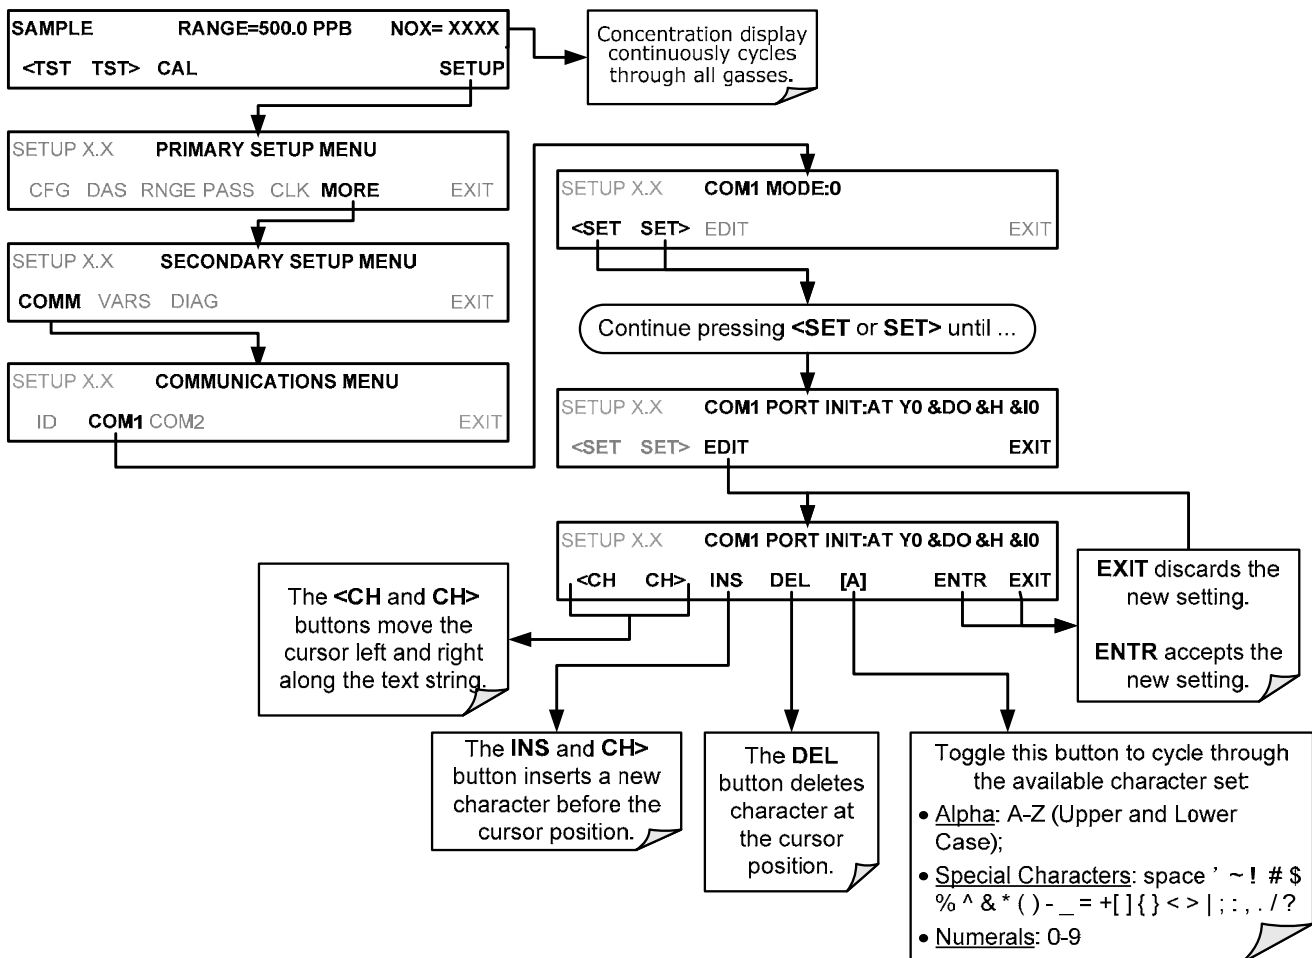 SAMPLE RANGE=500.0 PPB NOX= XXXX
<TST TST> CAL SETUP
Concentration display
continuously cycles
through all gasses.
SETUP X.X PRIMARY SETUP MENU
CFG DAS RNGE PASS CLK MORE EXIT
SETUP X.X SECONDARY SETUP MENU
COMM VARS DIAG EXIT
SETUP X.X COMMUNICATIONS MENU
ID COM1 COM2 EXIT
SETUP X.X COM1 MODE:0
<SET SET> EDIT EXIT
Continue pressing <SET or SET> until ...
SETUP X.X COM1 PORT INIT:AT Y0 &DO &H &I0
<SET SET> EDIT EXIT
SETUP X.X COM1 PORT INIT:AT Y0 &DO &H &I0
<CH CH> INS DEL [A] ENTR EXIT
EXIT discards the
new setting.
ENTR accepts the
new setting.
The <CH and CH>
buttons move the
cursor left and right
along the text string.
The INS and CH>
button inserts a new
character before the
cursor position.
The DEL
button deletes
character at
the cursor
position.
Toggle this button to cycle through
the available character set:
• Alpha: A-Z (Upper and Lower
Case);
• Special Characters: space ' ~ ! # $
% ^ & * ( ) - _ = +[ ] { } < > | ; : , . / ?
• Numerals: 0-9